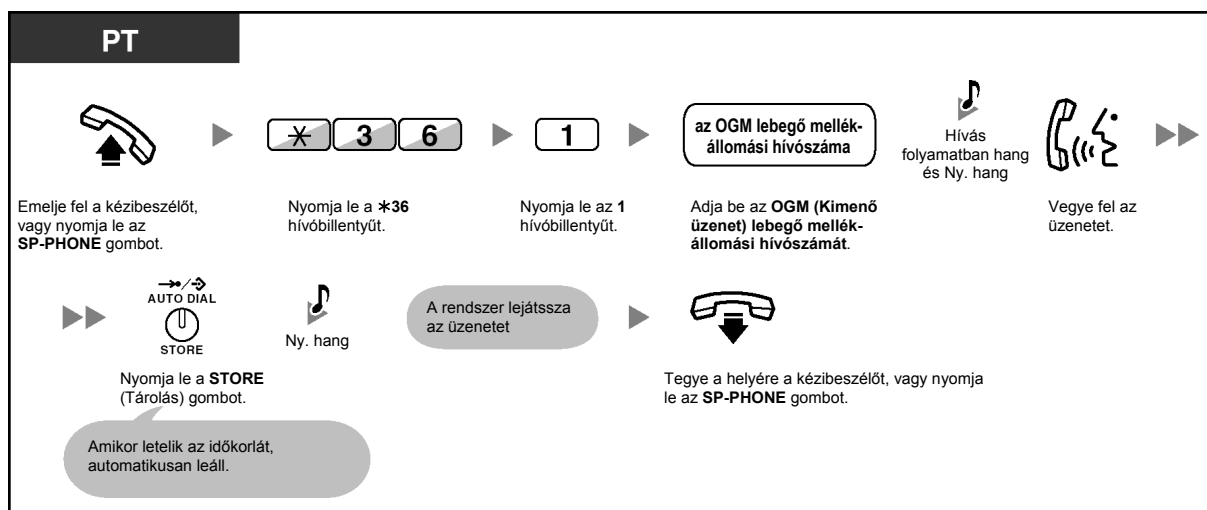 PT
✳ 3 6
1
az OGM lebegő mellék-
állomási hívószáma
Hívás
folyamatban hang
és Ny. hang
Emelje fel a kézibeszélőt,
vagy nyomja le az
SP-PHONE gombot.
Nyomja le a ✳36
hívóbillentyűt.
Nyomja le az 1
hívóbillentyűt.
Adja be az OGM (Kimenő
üzenet) lebegő mellék-
állomási hívószámát.
Vegye fel az
üzenetet.
AUTO DIAL
STORE
Ny. hang
A rendszer lejátssza
az üzenetet
Nyomja le a STORE
(Tárolás) gombot.
Tegye a helyére a kézibeszélőt, vagy nyomja
le az SP-PHONE gombot.
Amikor letelik az időkorlát,
automatikusan leáll.